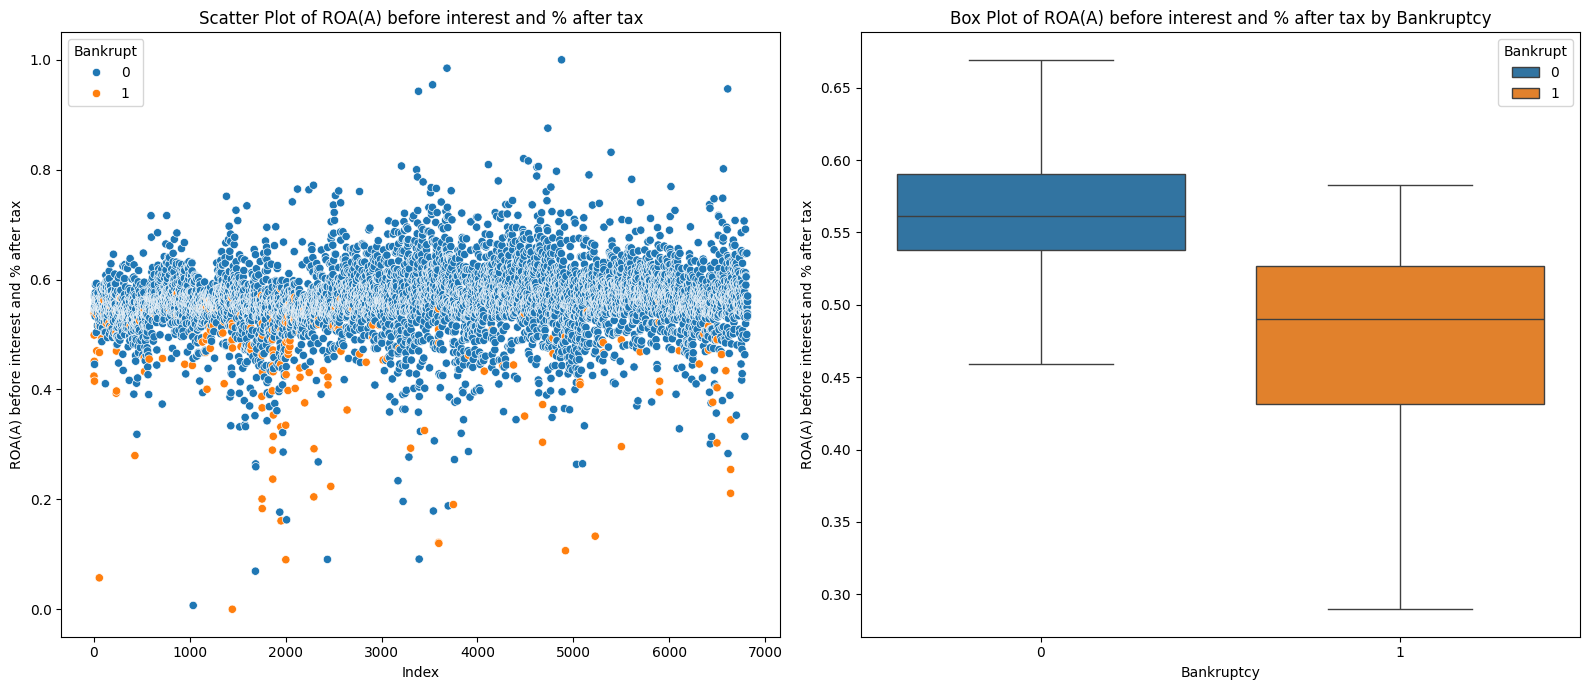 Scatter Plot of ROA(A) before interest and % after tax
Bankrupt
0
1
ROA(A) before interest and % after tax
1.0
0.8
0.6
0.4
0.2
0.0
0 1000 2000 3000 4000 5000 6000 7000
Index
Box Plot of ROA(A) before interest and % after tax by Bankruptcy
Bankrupt
0
1
ROA(A) before interest and % after tax
0.65
0.60
0.55
0.50
0.45
0.40
0.35
0.30
0 1
Bankruptcy